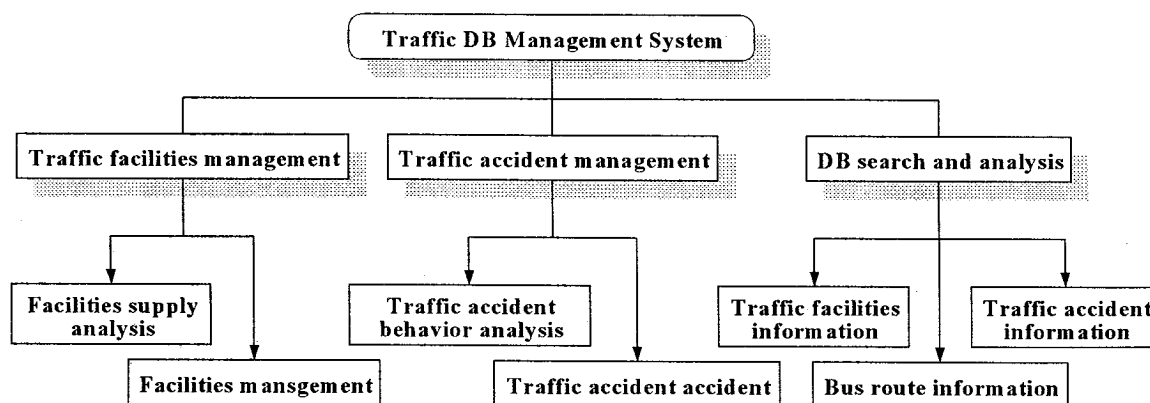 Traffic DB Management System
Traffic facilities management
Traffic accident management
DB search and analysis
Facilities supply
analysis
Facilities mansgement
Traffic accident
behavior analysis
Traffic accident accident
Traffic facilities
information
Bus route information
Traffic accident
information